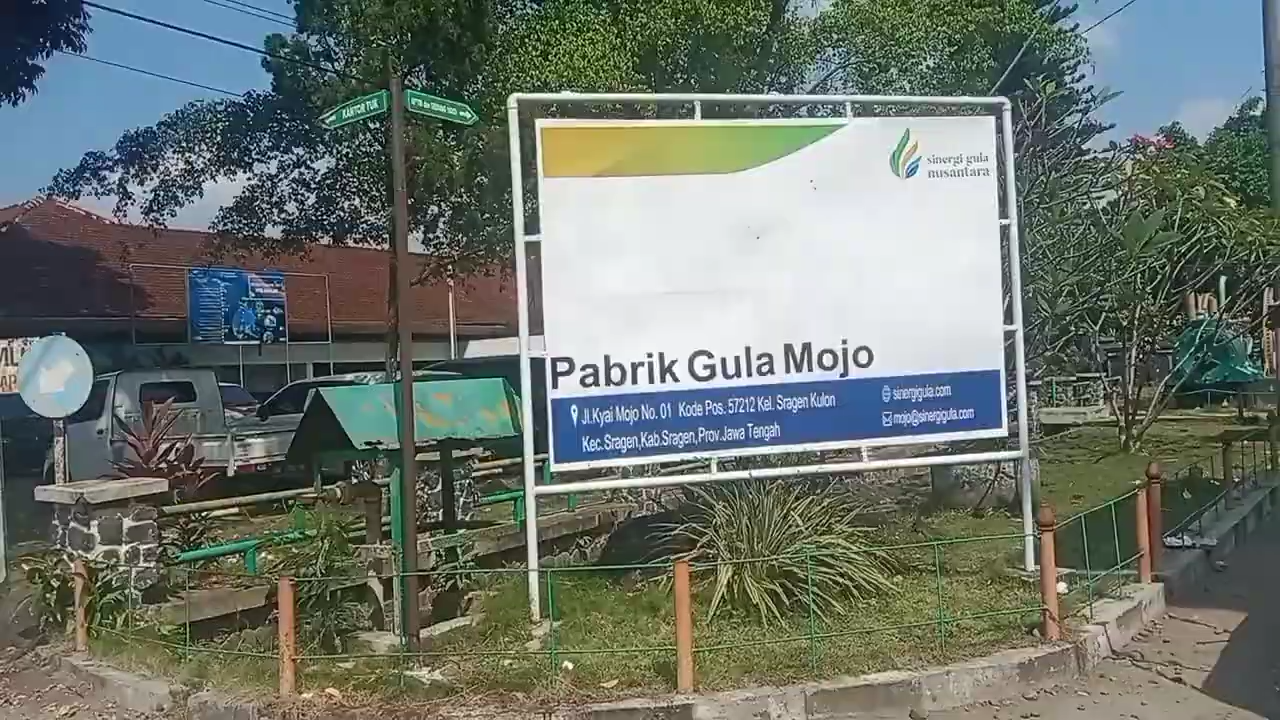 KANTOR TUK
sinergi gula
nusantara
Pabrik Gula Mojo
Jl.Kyai Mojo No. 01 Kode Pos. 57212 Kel. Sragen Kulon
Kec.Sragen,Kab.Sragen,Prov.Jawa Tengah
sinergigula.com
mojo@sinergigula.com